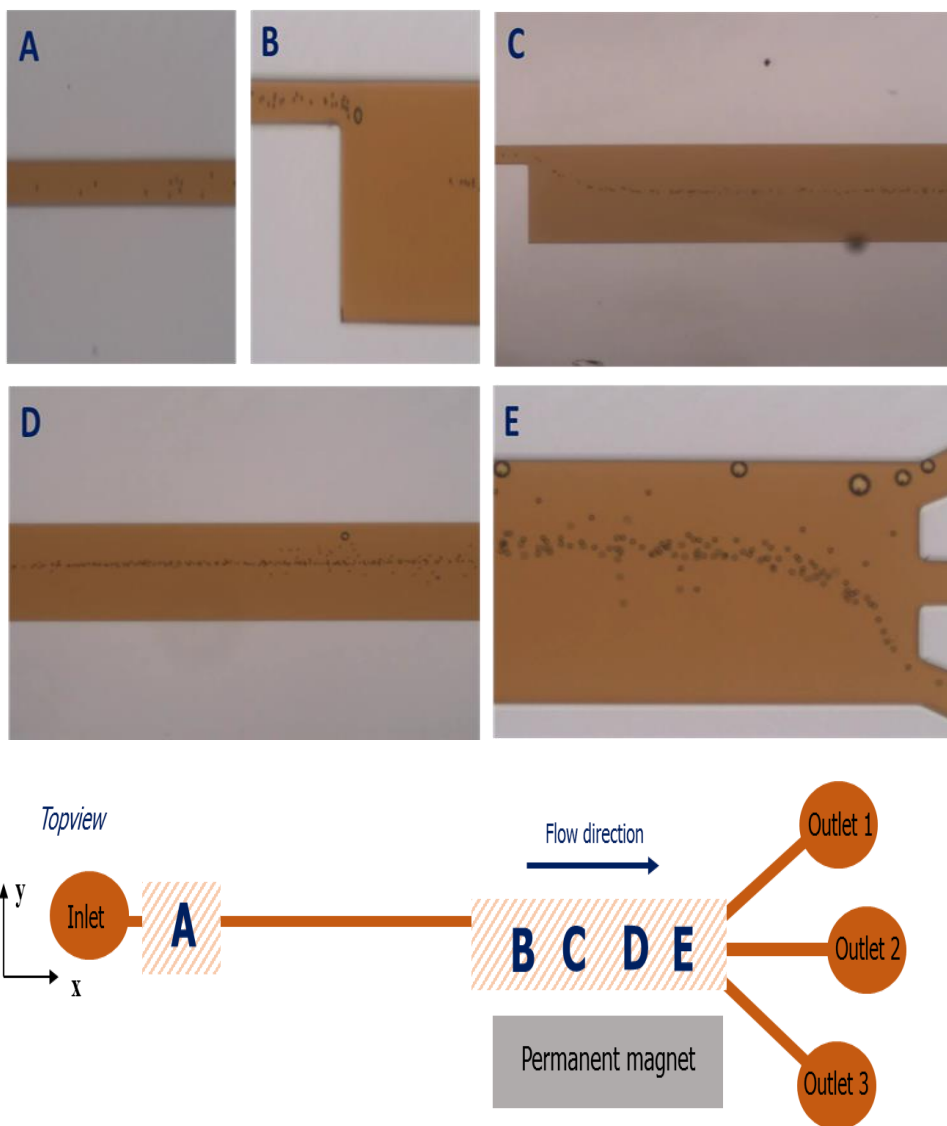 A
B
C
D
E
Topview
Flow direction
Outlet 1
y
Inlet
A
B C D E
Outlet 2
x
Permanent magnet
Outlet 3